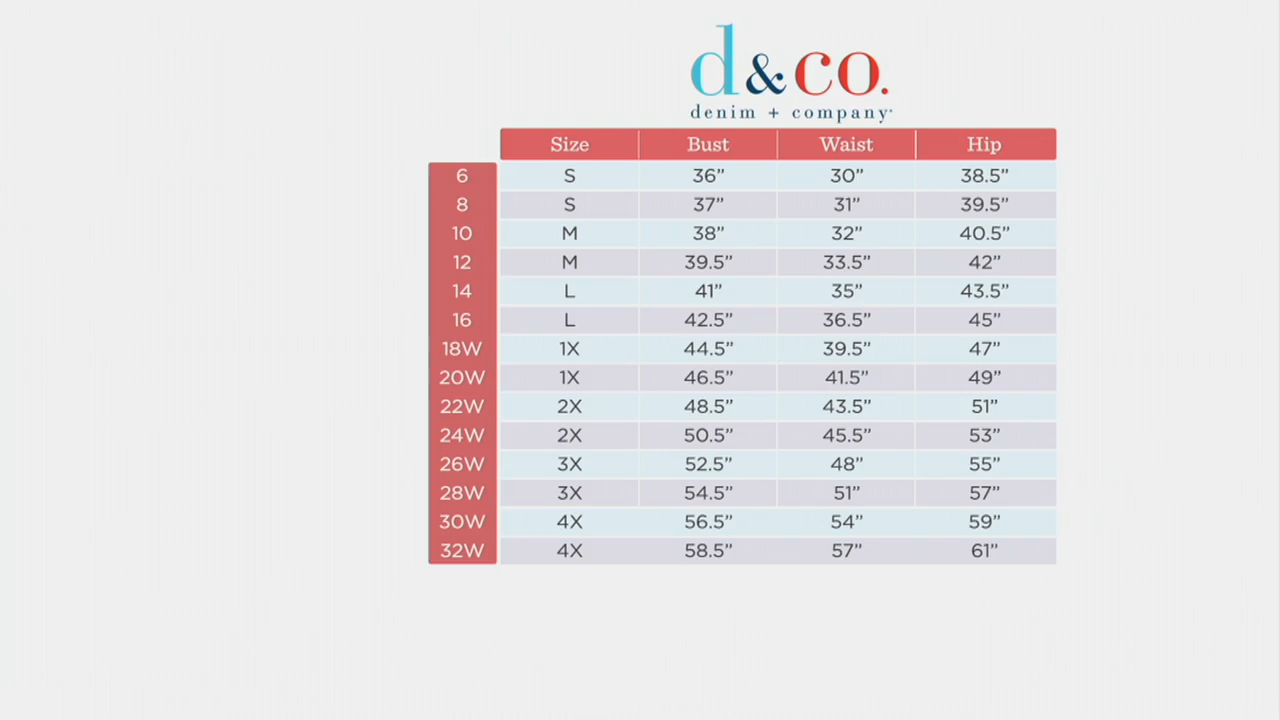 d&co.
denim + company
Size Bust Waist Hip
6 S 36” 30” 38.5”
8 S 37” 31” 39.5”
10 M 38” 32” 40.5”
12 M 39.5” 33.5” 42”
14 L 41” 35” 43.5”
16 L 42.5” 36.5” 45”
18W 1X 44.5” 39.5” 47”
20W 1X 46.5” 41.5” 49”
22W 2X 48.5” 43.5” 51”
24W 2X 50.5” 45.5” 53”
26W 3X 52.5” 48” 55”
28W 3X 54.5” 51” 57”
30W 4X 56.5” 54” 59”
32W 4X 58.5” 57” 61”